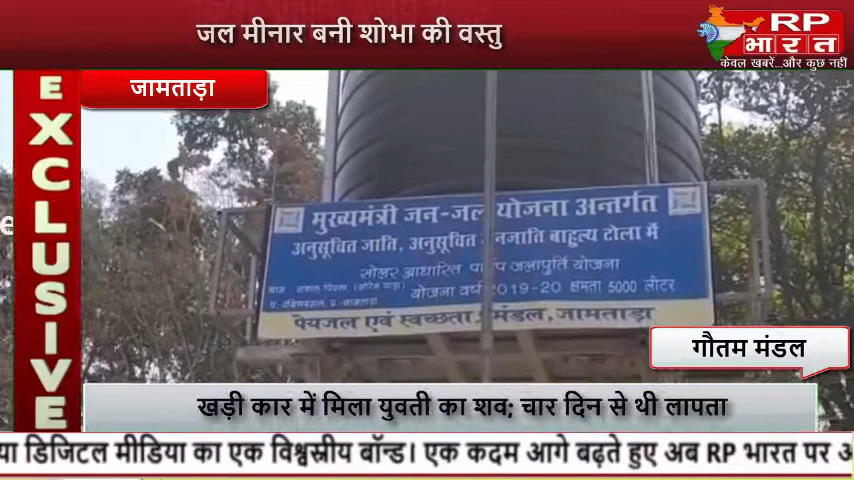 जल मीनार बनी शोभा की वस्तु
RP
भारत
केवल खबरें...और कुछ नहीं
EXCLUSIVE
जामताड़ा
मुख्यमंत्री जन-जल योजना अन्तर्गत
अनुसूचित जाति, अनुसूचित जनजाति बाहुल्य टोला में
सोलर आधारित पाईप जलापुर्ति योजना
ग्राम
योजना वर्ष 2019-20 क्षमता 5000 लीटर
पेयजल एवं स्वच्छता प्रमंडल, जामताड़ा
गौतम मंडल
खड़ी कार में मिला युवती का शव; चार दिन से थी लापता
या डिजिटल मीडिया का एक विश्वस्नीय बॉन्ड। एक कदम आगे बढ़ते हुए अब RP भारत पर अ